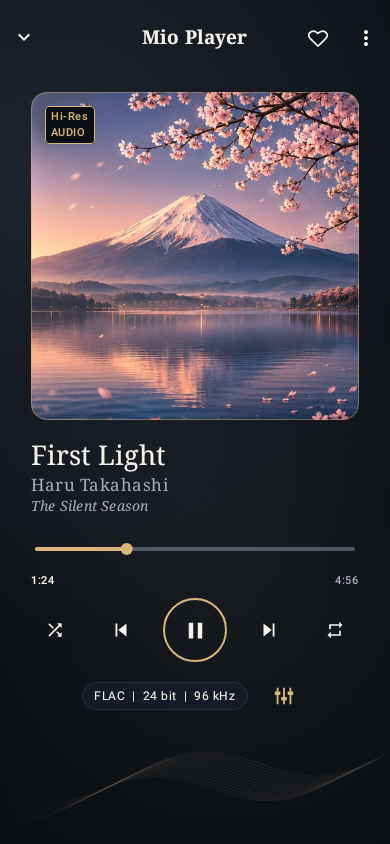 Mio Player
Hi-Res
AUDIO
First Light
Haru Takahashi
The Silent Season
1:24
4:56
FLAC | 24 bit | 96 kHz